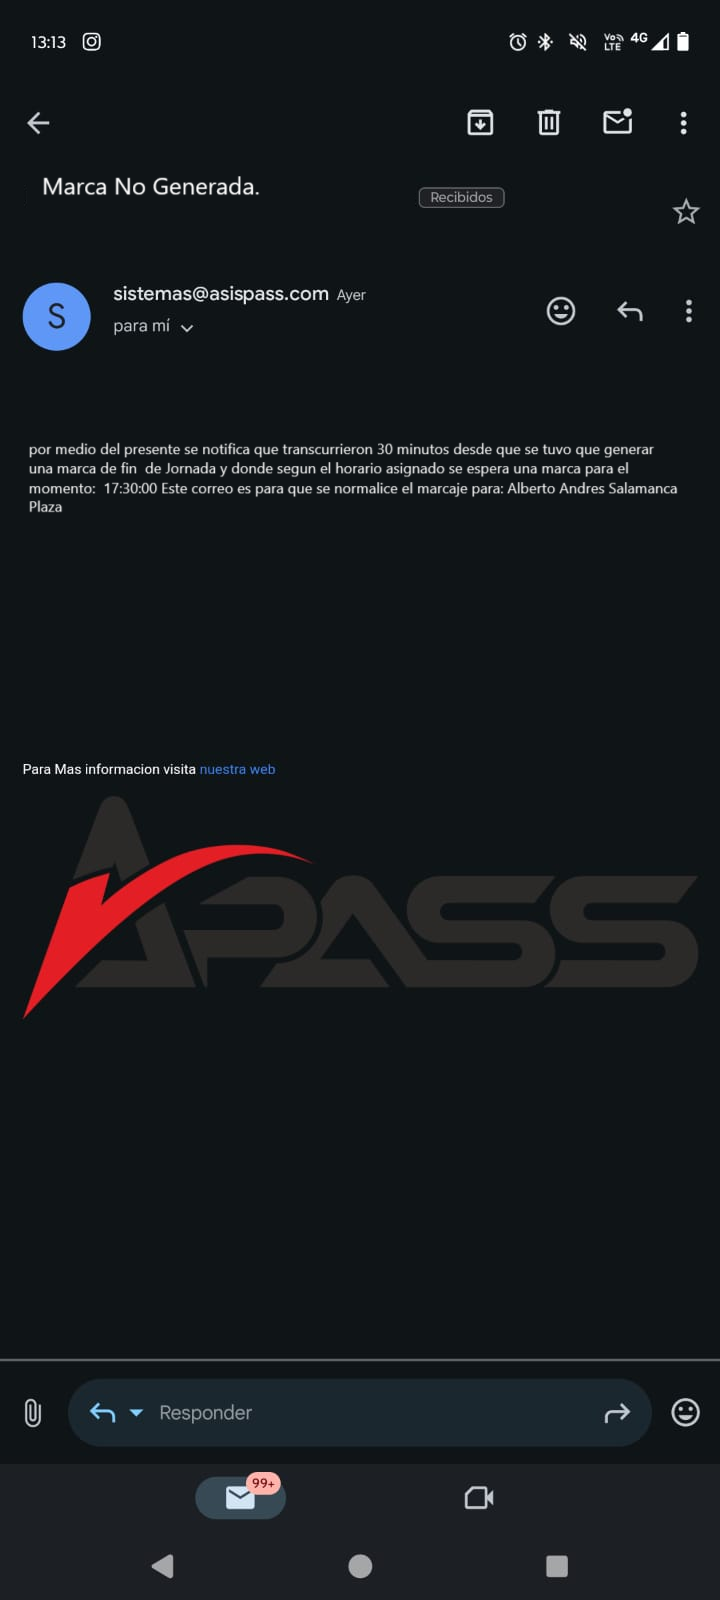 13:13
Vo LTE 4G
Marca No Generada.
Recibidos
S
sistemas@asispass.com Ayer
para mí
por medio del presente se notifica que transcurrieron 30 minutos desde que se tuvo que generar
una marca de fin de Jornada y donde segun el horario asignado se espera una marca para el
momento: 17:30:00 Este correo es para que se normalice el marcaje para: Alberto Andres Salamanca
Plaza
Para Mas informacion visita nuestra web
APASS
Responder
99+